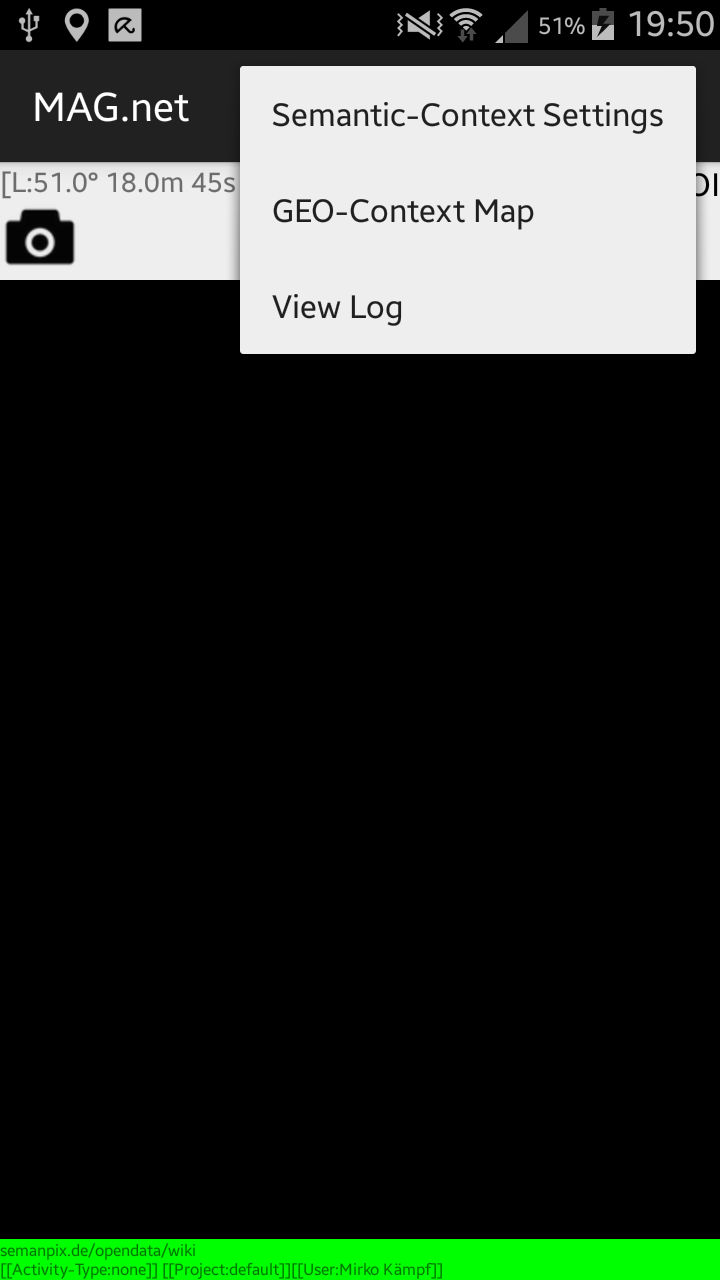 51% 19:50
MAG.net
Semantic-Context Settings
[L:51.0° 18.0m 45s
GEO-Context Map
View Log
semanpix.de/opendata/wiki
[[Activity-Type:none]] [[Project:default]][[User:Mirko Kämpf]]